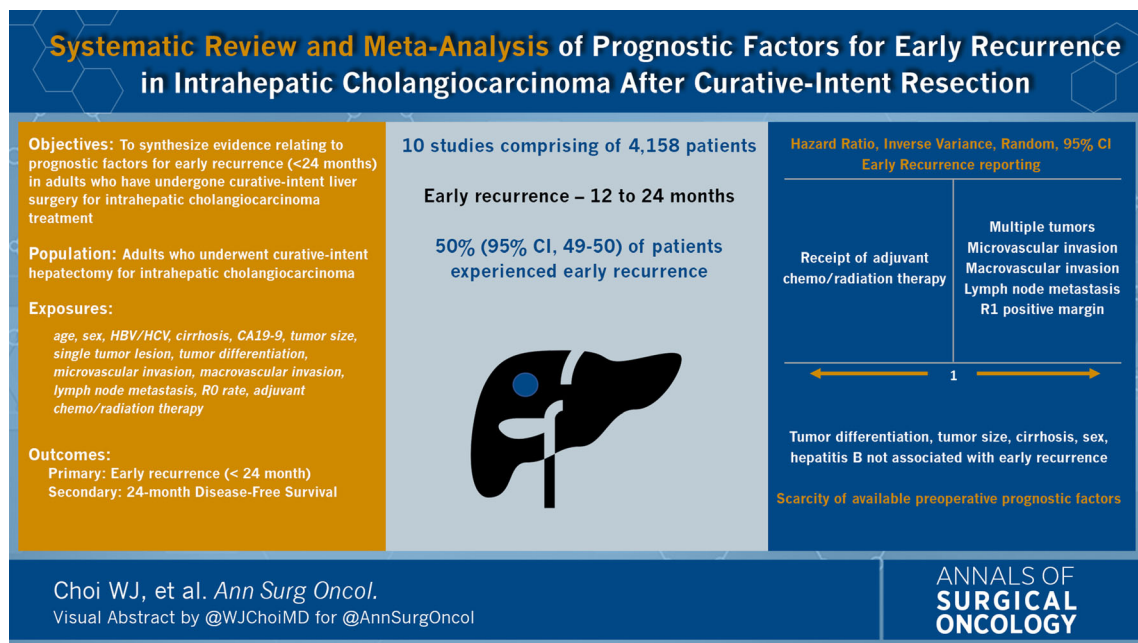 Systematic Review and Meta-Analysis of Prognostic Factors for Early Recurrence
in Intrahepatic Cholangiocarcinoma After Curative-Intent Resection
Objectives: To synthesize evidence relating to
prognostic factors for early recurrence (<24 months)
in adults who have undergone curative-intent liver
surgery for intrahepatic cholangiocarcinoma
treatment
Population: Adults who underwent curative-intent
hepatectomy for intrahepatic cholangiocarcinoma
Exposures:
age, sex, HBV/HCV, cirrhosis, CA19-9, tumor size,
single tumor lesion, tumor differentiation,
microvascular invasion, macrovascular invasion,
lymph node metastasis, R0 rate, adjuvant
chemo/radiation therapy
Outcomes:
Primary: Early recurrence (< 24 month)
Secondary: 24-month Disease-Free Survival
10 studies comprising of 4,158 patients
Early recurrence – 12 to 24 months
50% (95% CI, 49-50) of patients
experienced early recurrence
Hazard Ratio, Inverse Variance, Random, 95% CI
Early Recurrence reporting
Receipt of adjuvant
chemo/radiation therapy
Multiple tumors
Microvascular invasion
Macrovascular invasion
Lymph node metastasis
R1 positive margin
1
Tumor differentiation, tumor size, cirrhosis, sex,
hepatitis B not associated with early recurrence
Scarcity of available preoperative prognostic factors
Choi WJ, et al. Ann Surg Oncol.
Visual Abstract by @WJChoiMD for @AnnSurgOncol
ANNALS OF
SURGICAL
ONCOLOGY